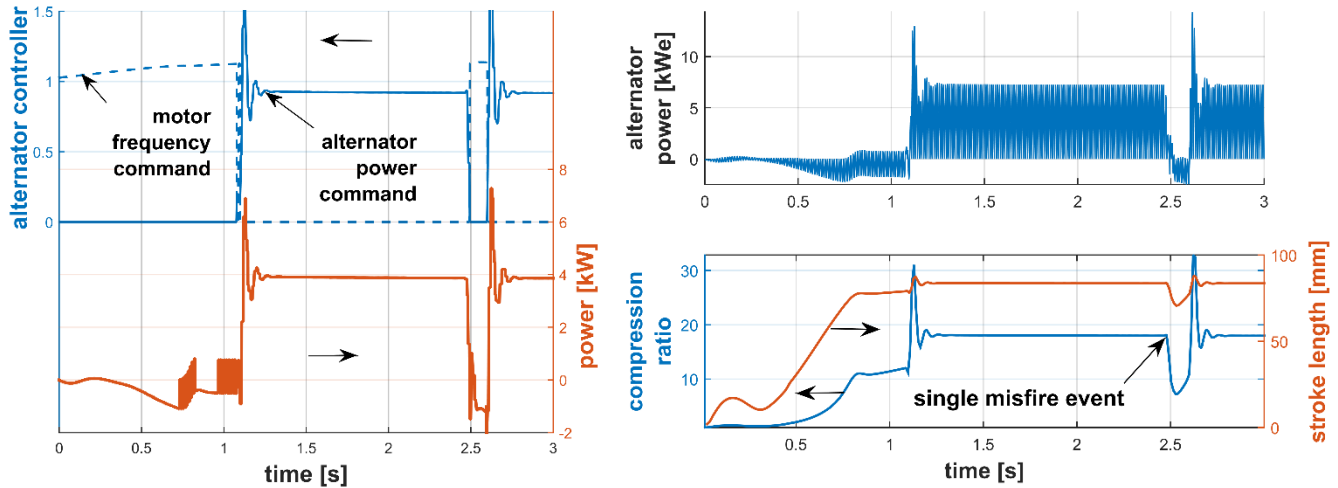 alternator controller
1.5
1
0.5
0
motor
frequency
command
alternator
power
command
8
6
4
2
0
-2
power [kW]
0
0.5
1
1.5
2
2.5
3
time [s]
alternator
power [kWe]
10
5
0
0
0.5
1
1.5
2
2.5
3
compression
ratio
30
20
10
single misfire event
100
50
0
stroke length [mm]
0.5
1
1.5
2
2.5
3
time [s]